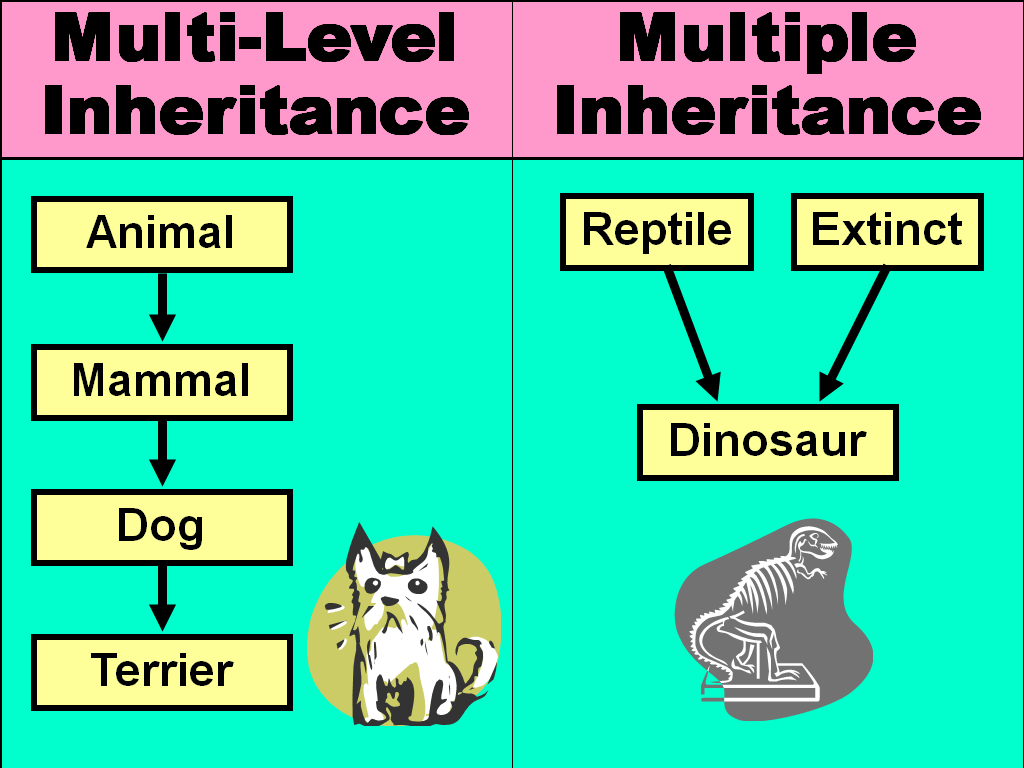 Multi-Level
Inheritance
Multiple
Inheritance
Animal
Mammal
Dog
Terrier
Reptile
Extinct
Dinosaur